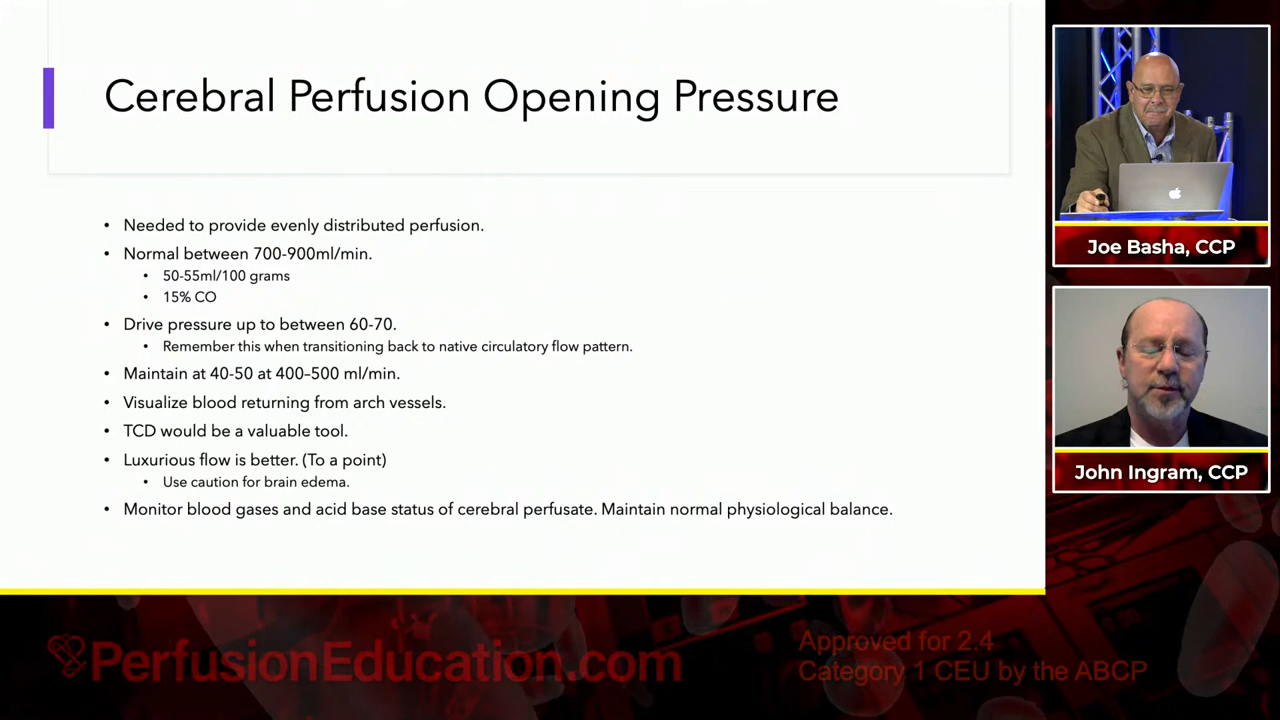 Cerebral Perfusion Opening Pressure
• Needed to provide evenly distributed perfusion.
• Normal between 700-900ml/min.
• 50-55ml/100 grams
• 15% CO
• Drive pressure up to between 60-70.
• Remember this when transitioning back to native circulatory flow pattern.
• Maintain at 40-50 at 400–500 ml/min.
• Visualize blood returning from arch vessels.
• TCD would be a valuable tool.
• Luxurious flow is better. (To a point)
• Use caution for brain edema.
• Monitor blood gases and acid base status of cerebral perfusate. Maintain normal physiological balance.
Joe Basha, CCP
John Ingram, CCP
PerfusionEducation.com
Approved for 2.4
Category 1 CEU by the ABCP